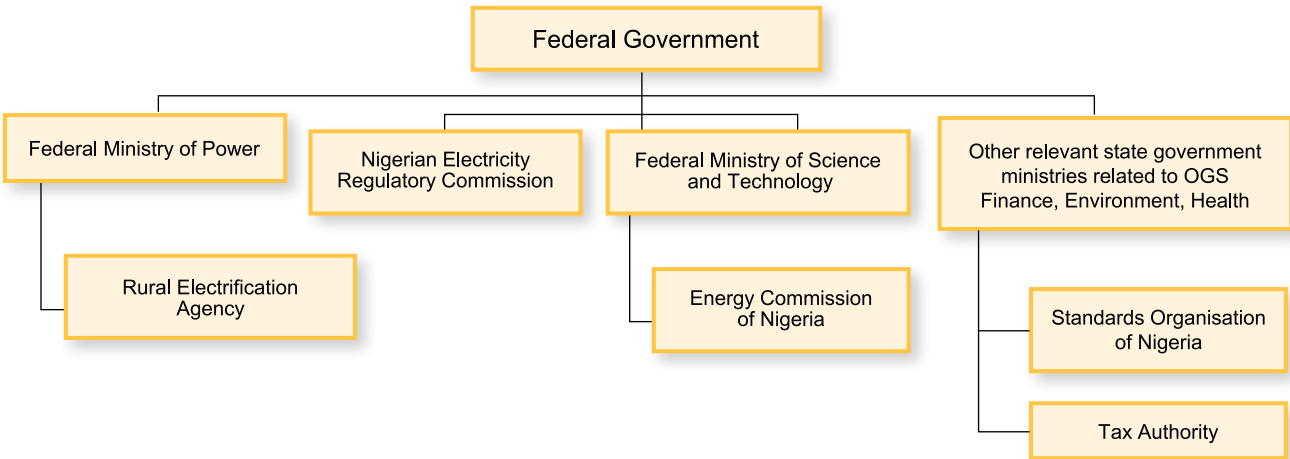 Federal Government
Federal Ministry of Power
Nigerian Electricity
Regulatory Commission
Federal Ministry of Science
and Technology
Other relevant state government
ministries related to OGS
Finance, Environment, Health
Rural Electrification
Agency
Energy Commission
of Nigeria
Standards Organisation
of Nigeria
Tax Authority